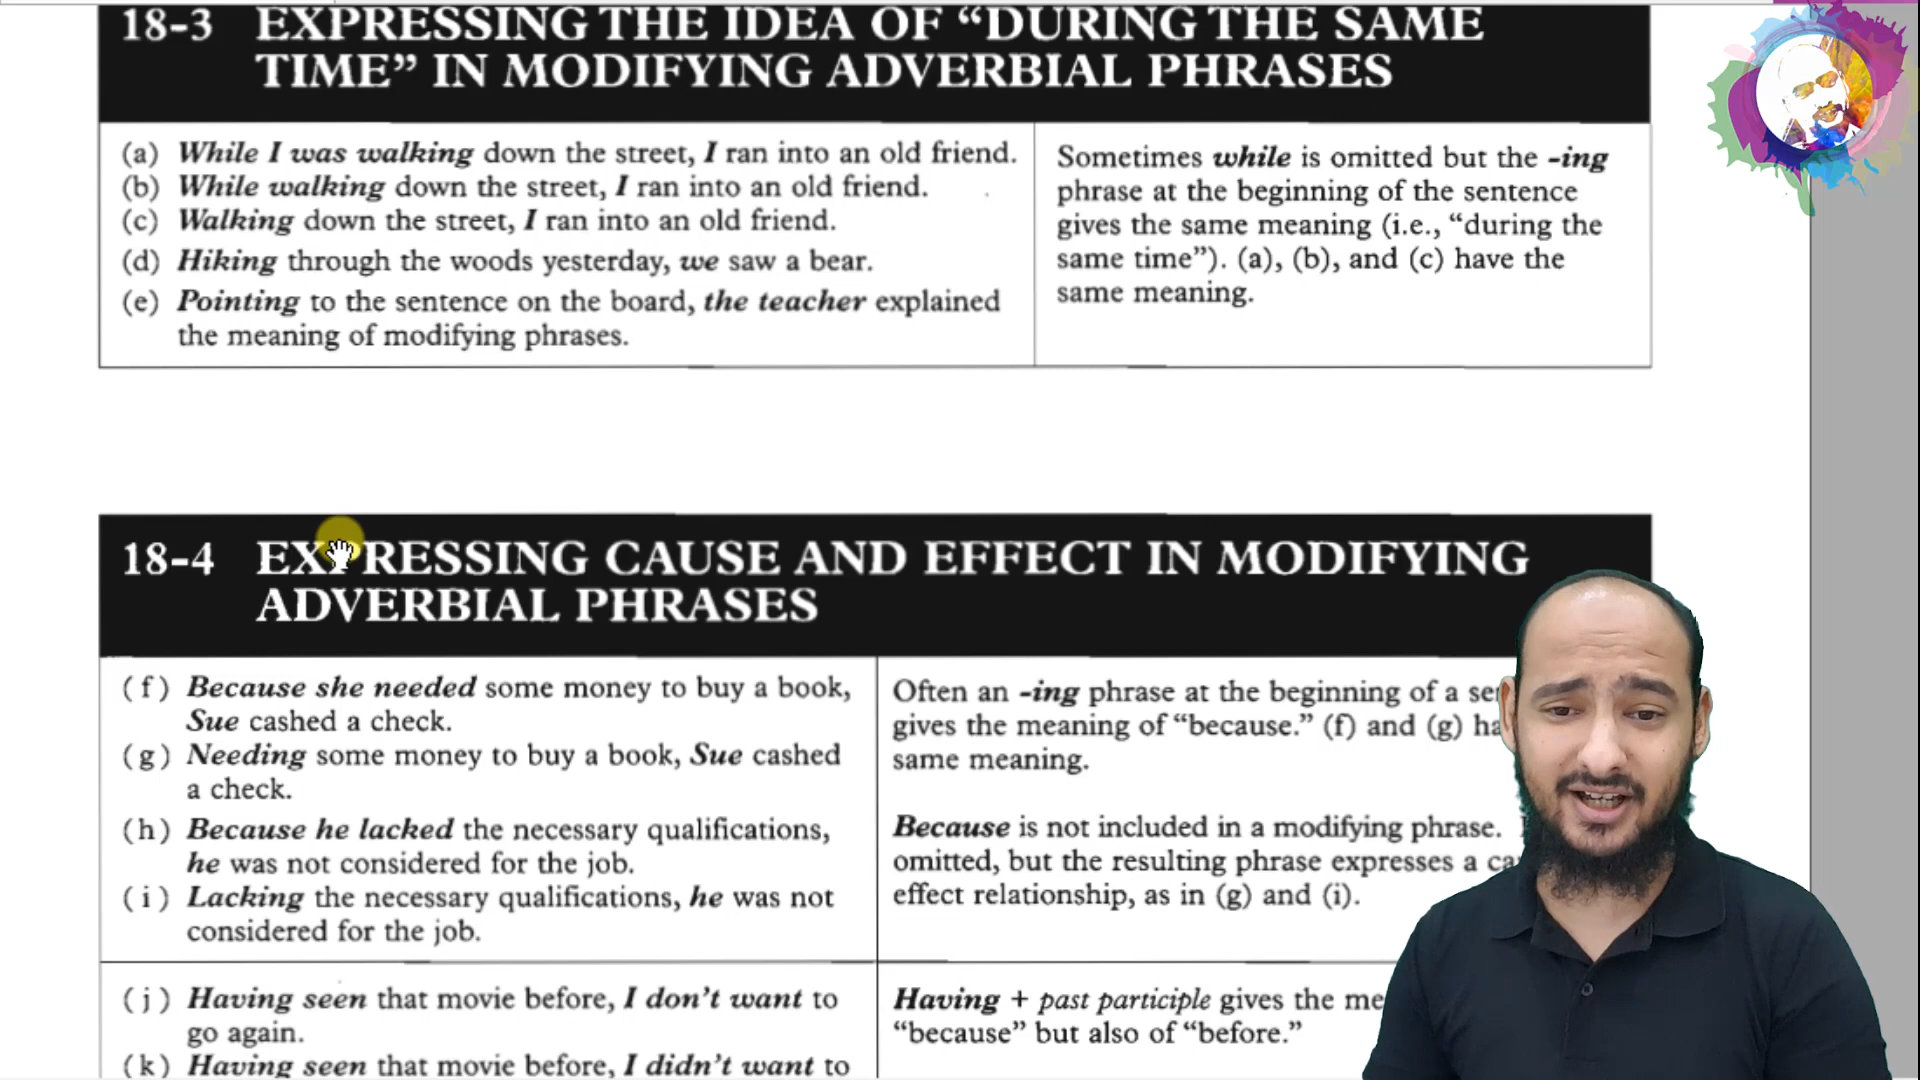 18-3 EXPRESSING THE IDEA OF “DURING THE SAME
TIME” IN MODIFYING ADVERBIAL PHRASES
(a) While I was walking down the street, I ran into an old friend.
(b) While walking down the street, I ran into an old friend.
(c) Walking down the street, I ran into an old friend.
(d) Hiking through the woods yesterday, we saw a bear.
(e) Pointing to the sentence on the board, the teacher explained
the meaning of modifying phrases.
Sometimes while is omitted but the -ing
phrase at the beginning of the sentence
gives the same meaning (i.e., “during the
same time”). (a), (b), and (c) have the
same meaning.
18-4 EXPRESSING CAUSE AND EFFECT IN MODIFYING
ADVERBIAL PHRASES
(f) Because she needed some money to buy a book,
Sue cashed a check.
(g) Needing some money to buy a book, Sue cashed
a check.
(h) Because he lacked the necessary qualifications,
he was not considered for the job.
(i) Lacking the necessary qualifications, he was not
considered for the job.
Often an -ing phrase at the beginning of a
gives the meaning of “because.” (f) and (g)
same meaning.
Because is not included in a modifying phrase.
omitted, but the resulting phrase expresses a
effect relationship, as in (g) and (i).
(j) Having seen that movie before, I don’t want to
go again.
(k) Having seen that movie before, I didn’t want to
Having + past participle gives the
“because” but also of “before.”